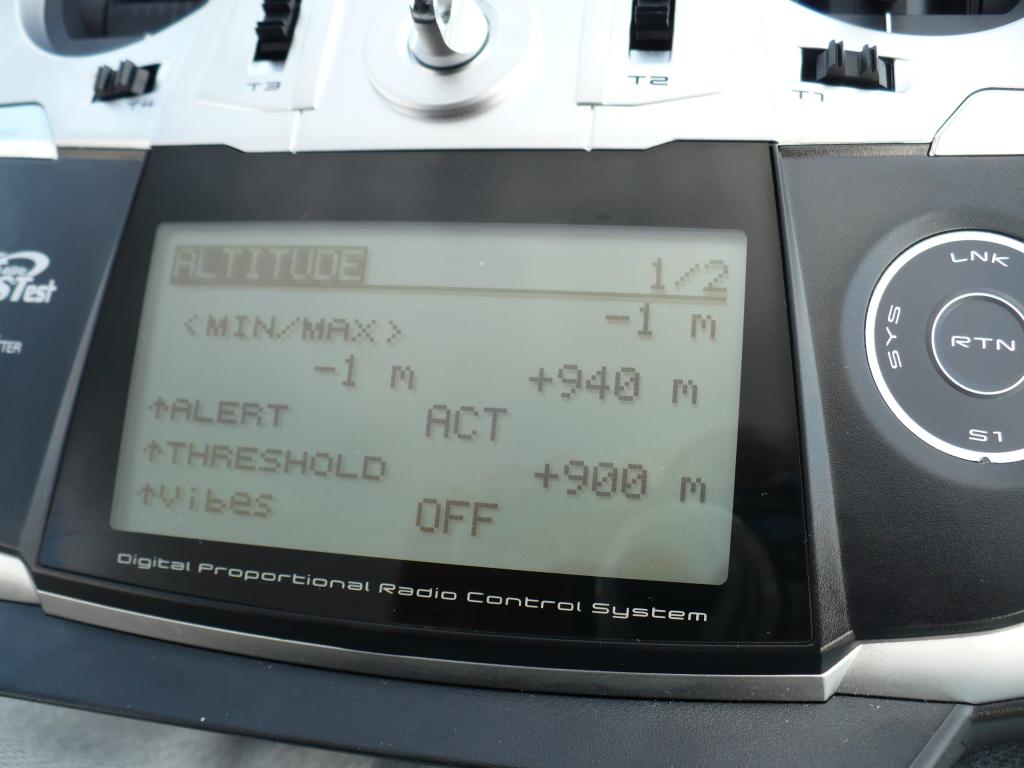 T4
T3
T2
T1
ALTITUDE 1/2
<MIN/MAX> -1 m
-1 m +940 m
↑ALERT ACT
↑THRESHOLD +900 m
↑Vibes OFF
Digital Proportional Radio Control System
LNK
SYS
RTN
S1